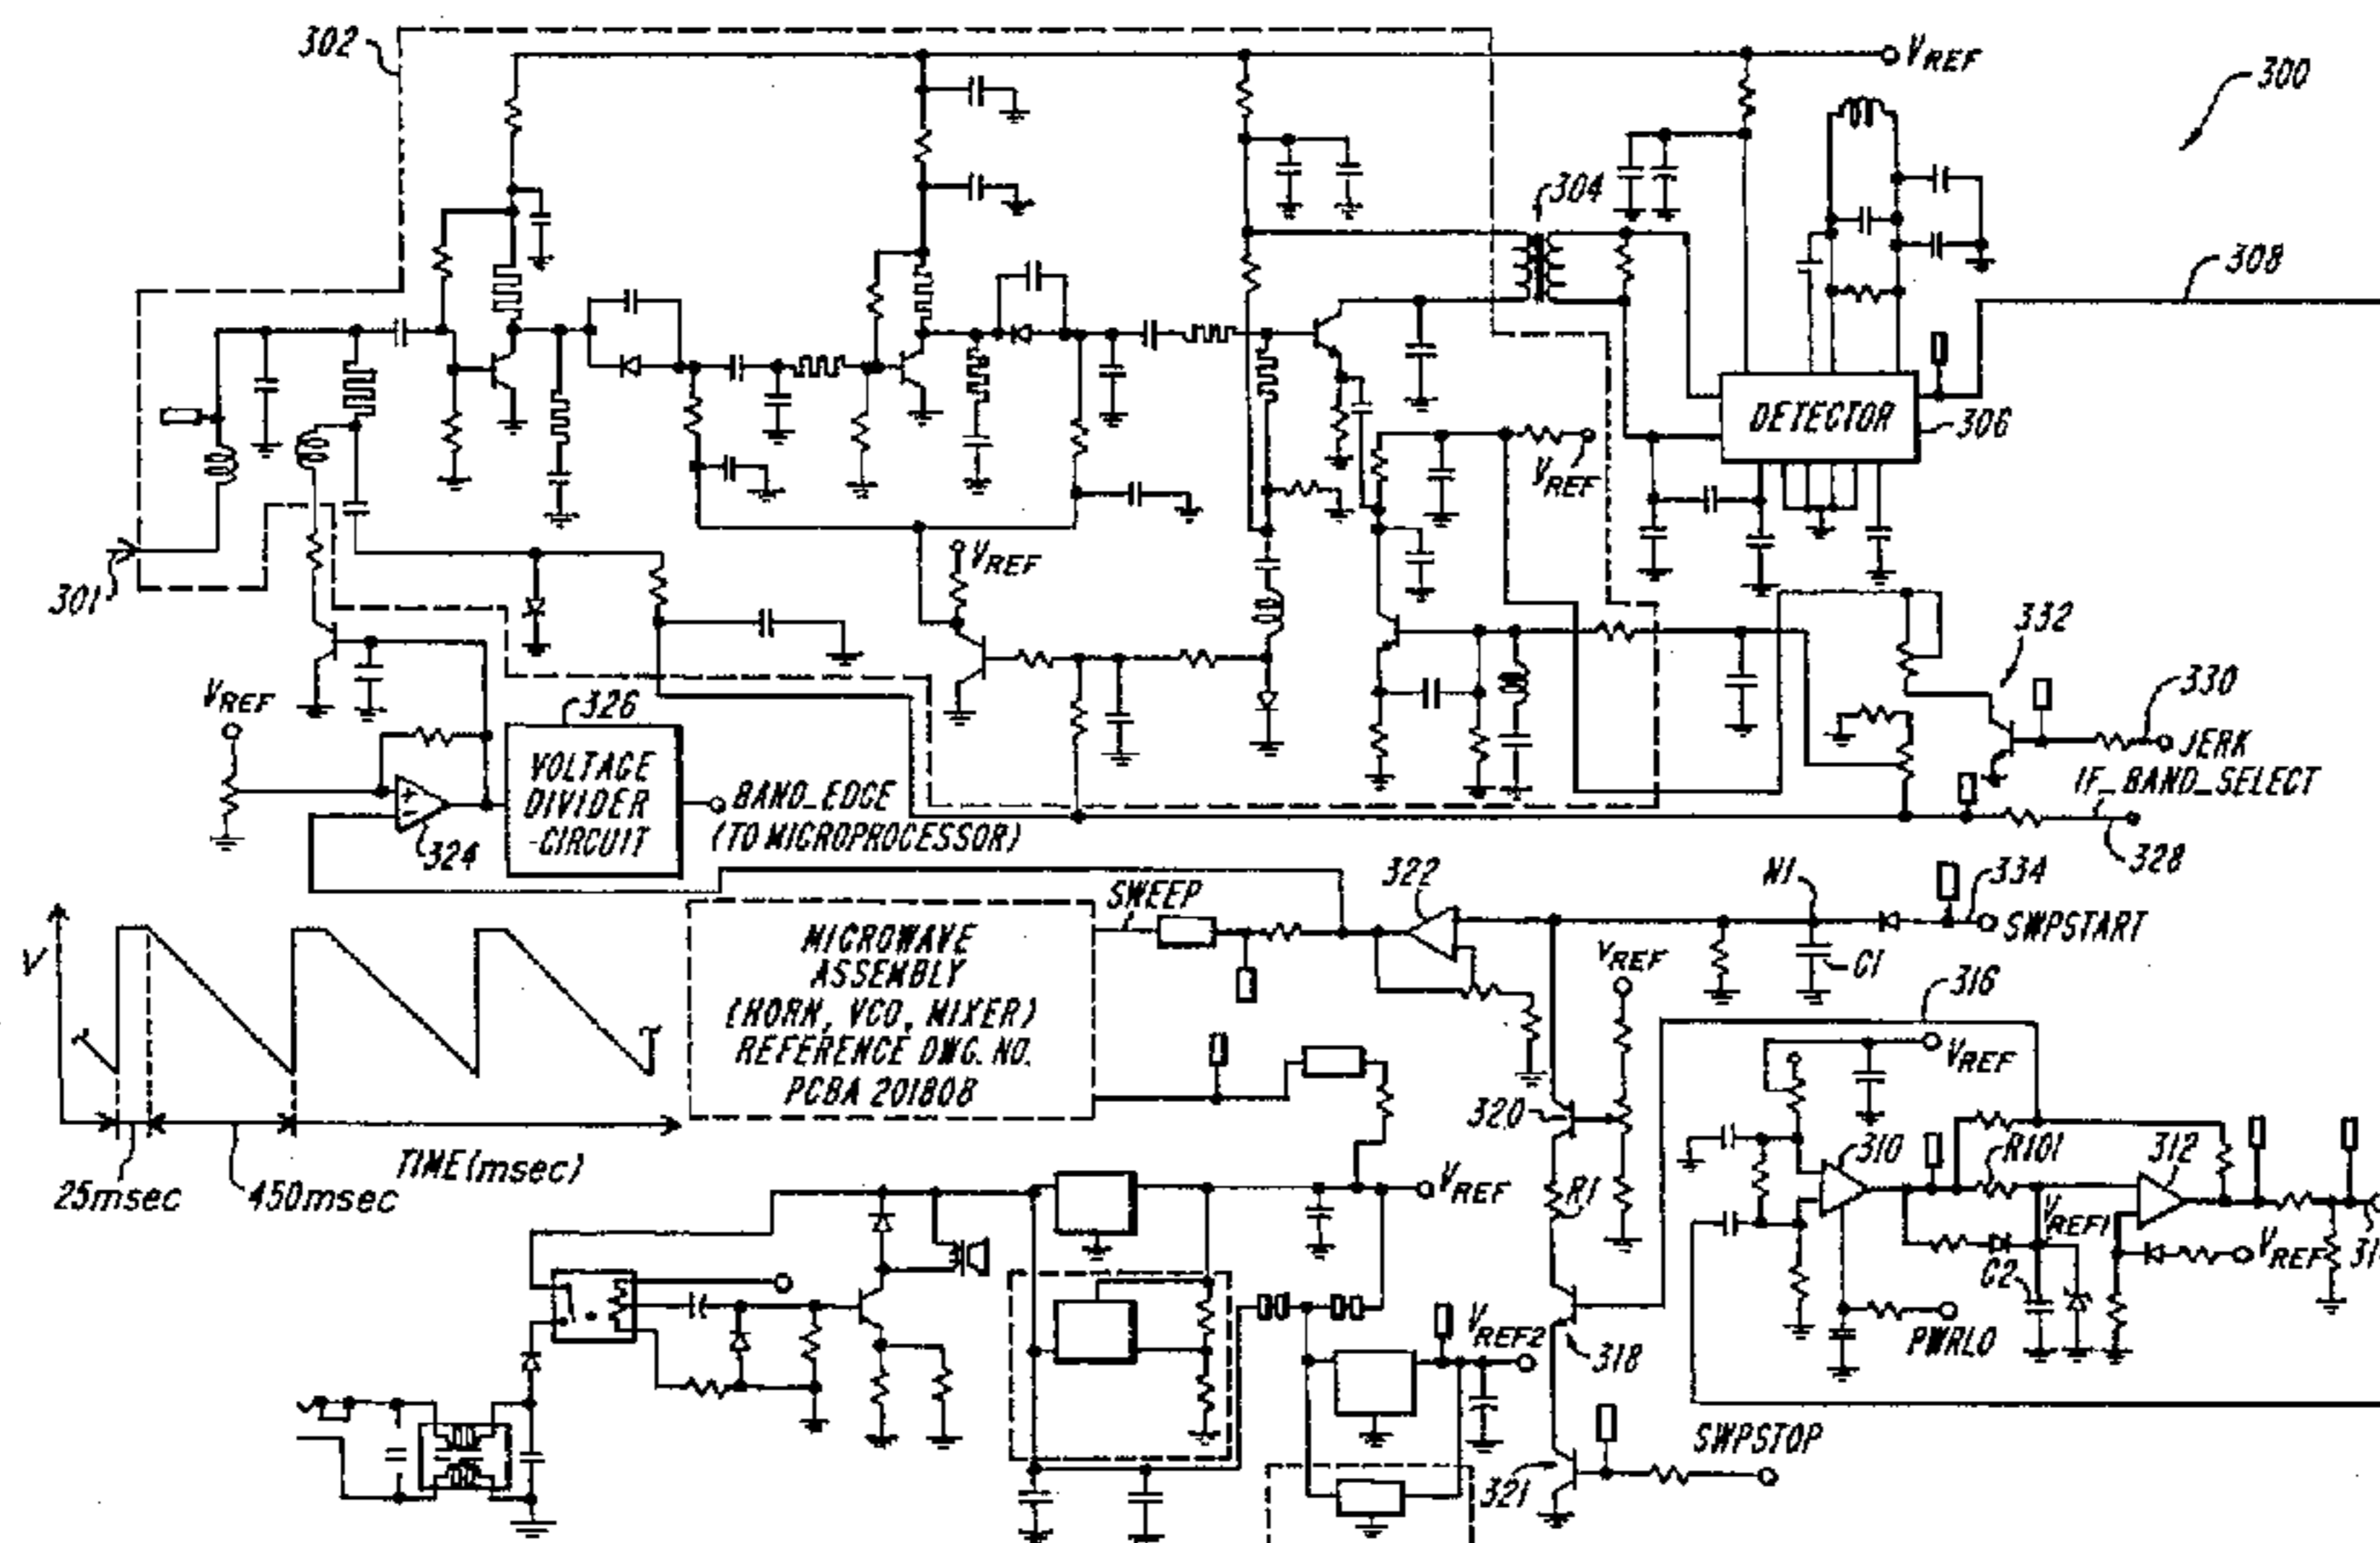 302
VREF
300
304
308
DETECTOR
306
VREF
301
VREF
332
VREF
326
330
JERK
VOLTAGE
DIVIDER
-CIRCUIT
BAND_EDGE
(TO MICROPROCESSOR)
IF_BAND_SELECT
324
328
SWEEP
322
N1
334
SWPSTART
V
MICROWAVE
ASSEMBLY
(HORN, VCO, MIXER)
REFERENCE DWG. NO.
PCBA 201808
VREF
C1
316
VREF
320
310
R101
312
TIME (msec)
25msec
450msec
VREF
R1
VREF1
VREF
C2
PWRLO
VREF2
318
SWPSTOP
321